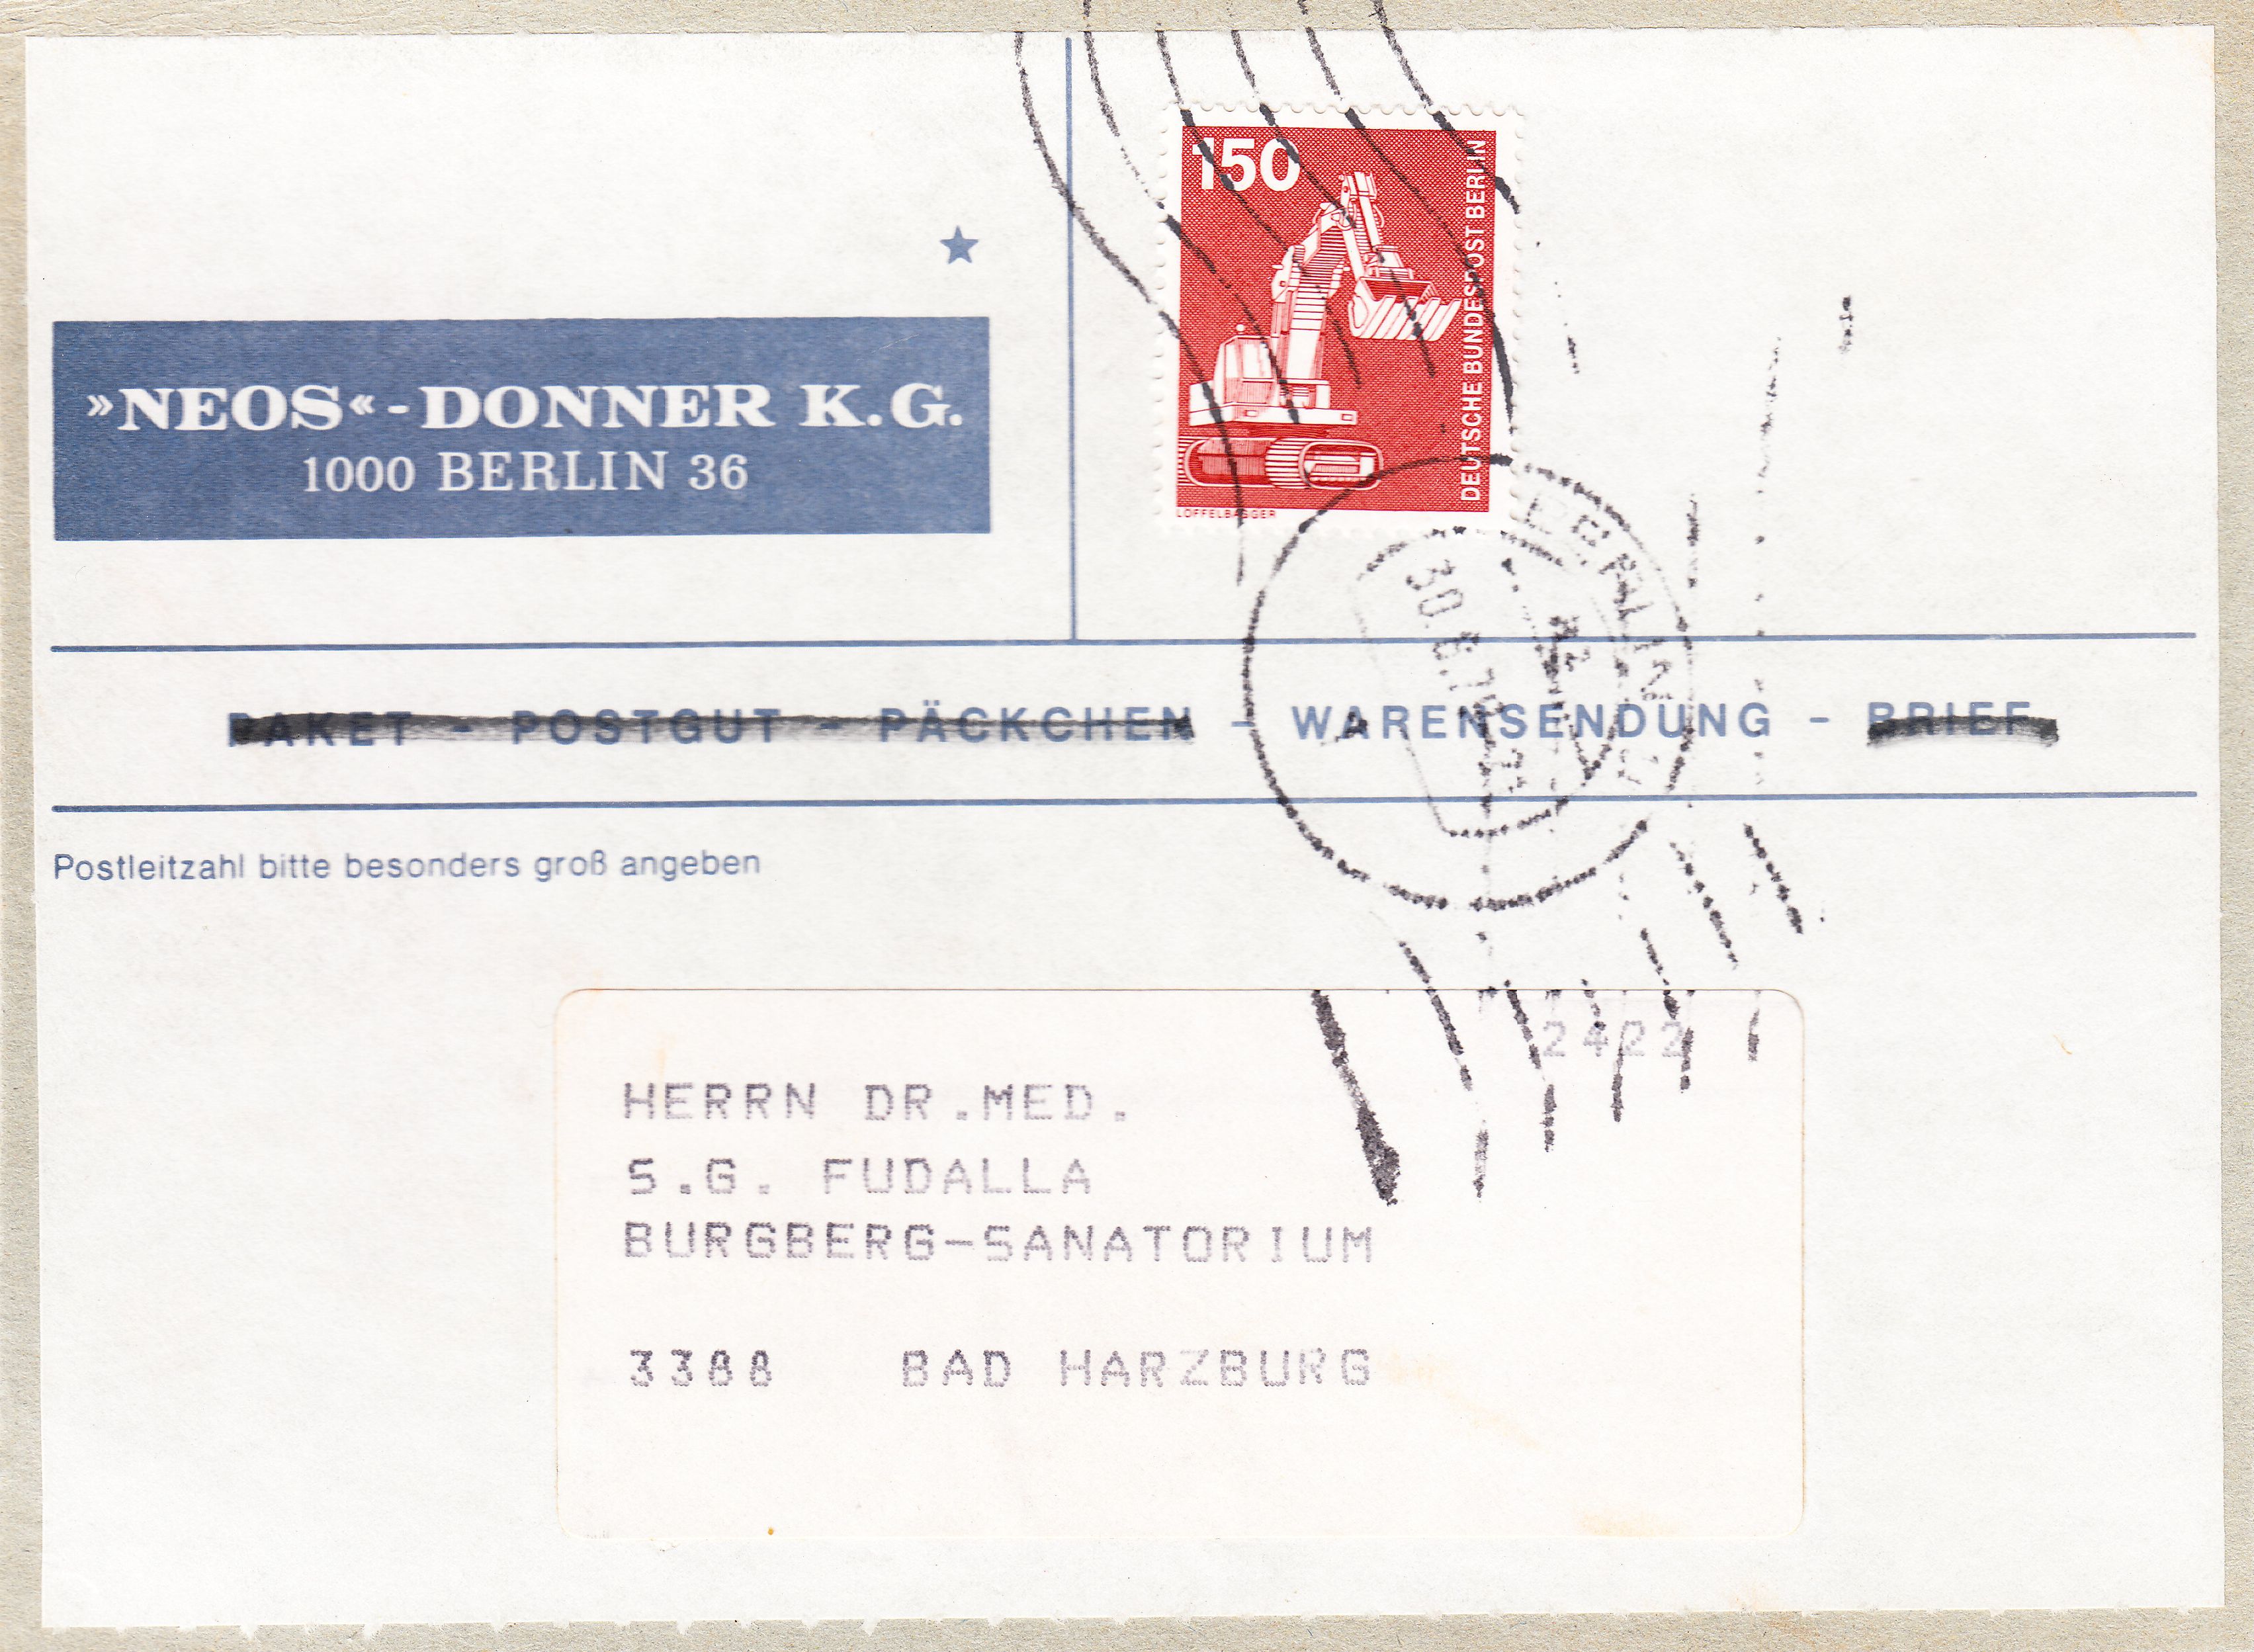 150
DEUTSCHE BUNDESPOST BERLIN
LÖFFELBAGGER
»NEOS«-DONNER K.G.
1000 BERLIN 36
BERLIN
PAKET - POSTGUT - PÄCKCHEN - WARENSENDUNG - BRIEF
Postleitzahl bitte besonders groß angeben
2422
HERRN DR.MED.
S.G. FUDALLA
BURGBERG-SANATORIUM
3388 BAD HARZBURG